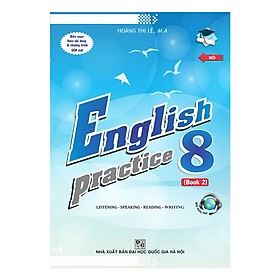 HOÀNG THỊ LỆ, M.A
Biên soạn
theo nội dung
& chương trình
SGK mới
MỚI
English
practice 8
(Book 2)
LISTENING - SPEAKING - READING - WRITING
NHÀ XUẤT BẢN ĐẠI HỌC QUỐC GIA HÀ NỘI